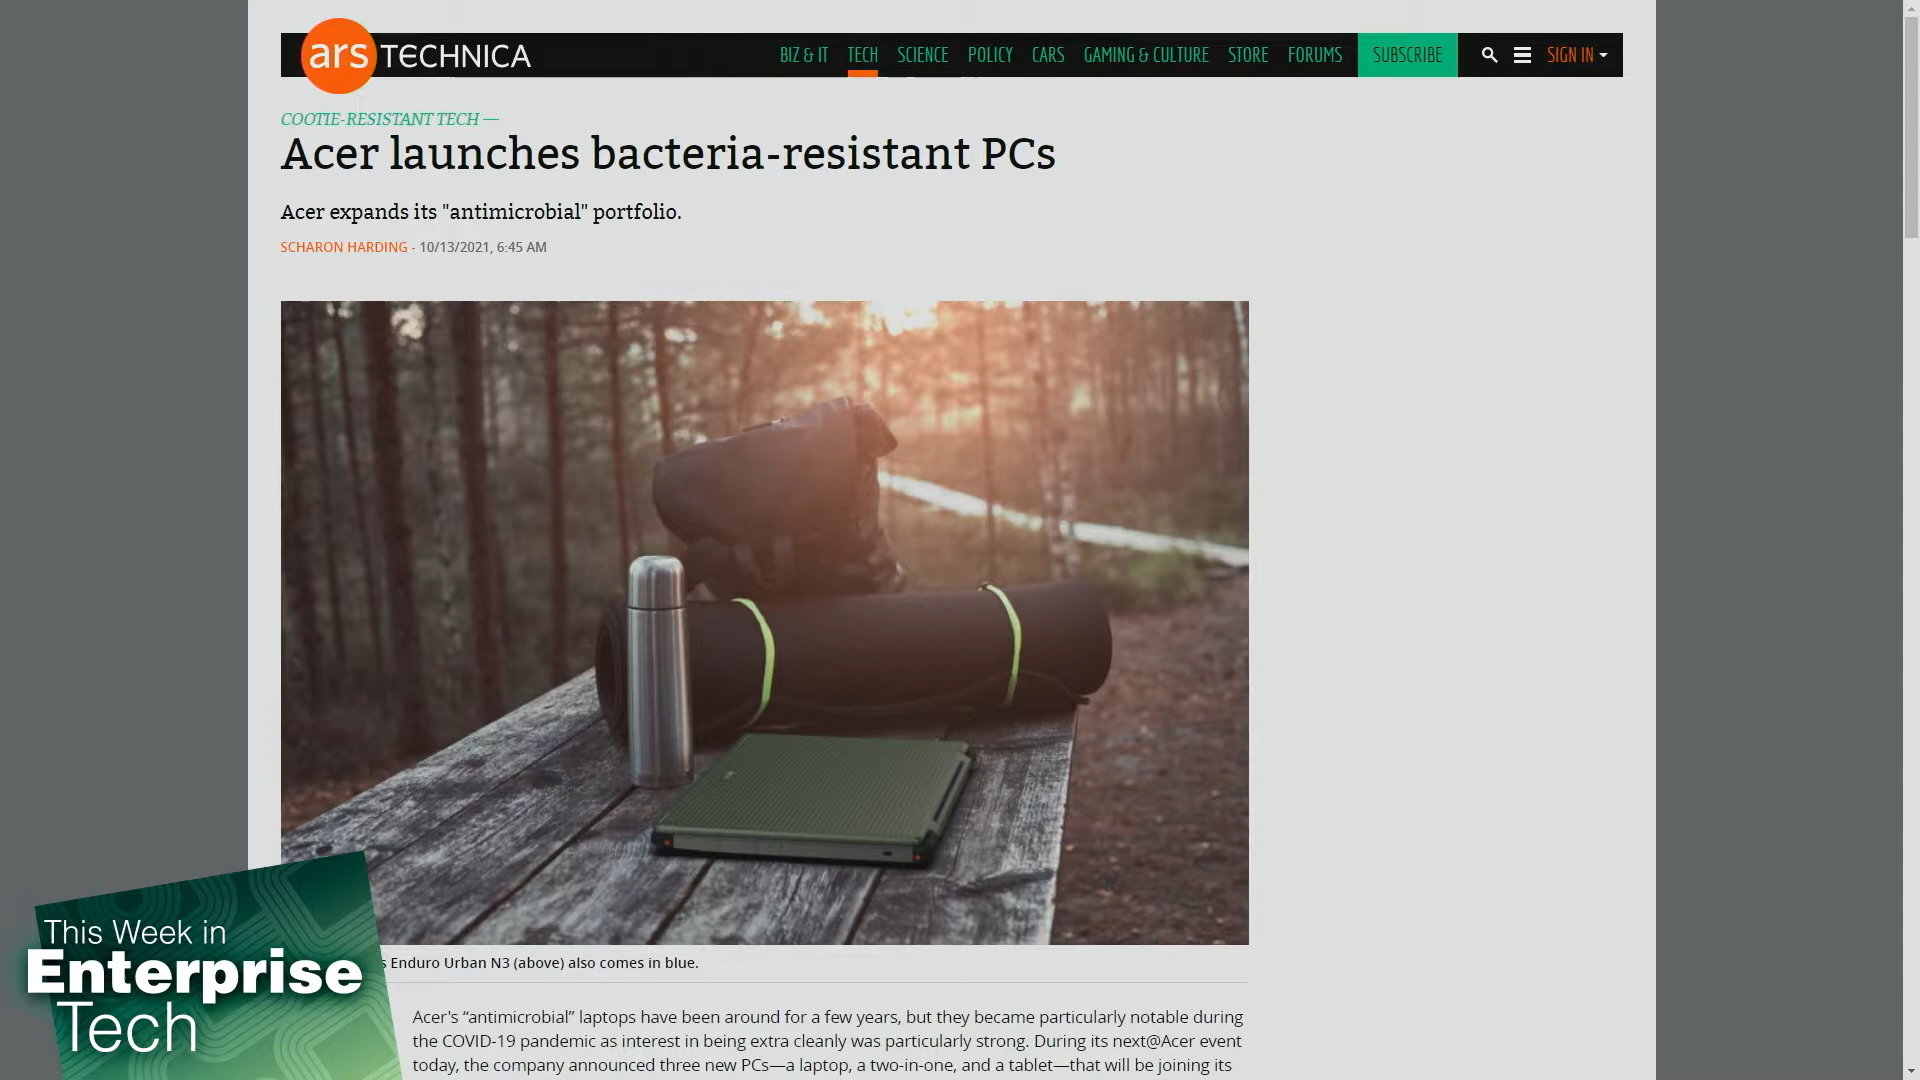 ars TECHNICA
BIZ & IT TECH SCIENCE POLICY CARS GAMING & CULTURE STORE FORUMS SUBSCRIBE SIGN IN
COOTIE-RESISTANT TECH —
Acer launches bacteria-resistant PCs
Acer expands its "antimicrobial" portfolio.
SCHARON HARDING - 10/13/2021, 6:45 AM
Enduro Urban N3 (above) also comes in blue.
Acer's “antimicrobial” laptops have been around for a few years, but they became particularly notable during
the COVID-19 pandemic as interest in being extra cleanly was particularly strong. During its next@Acer event
today, the company announced three new PCs—a laptop, a two-in-one, and a tablet—that will be joining its
This Week in
Enterprise
Tech